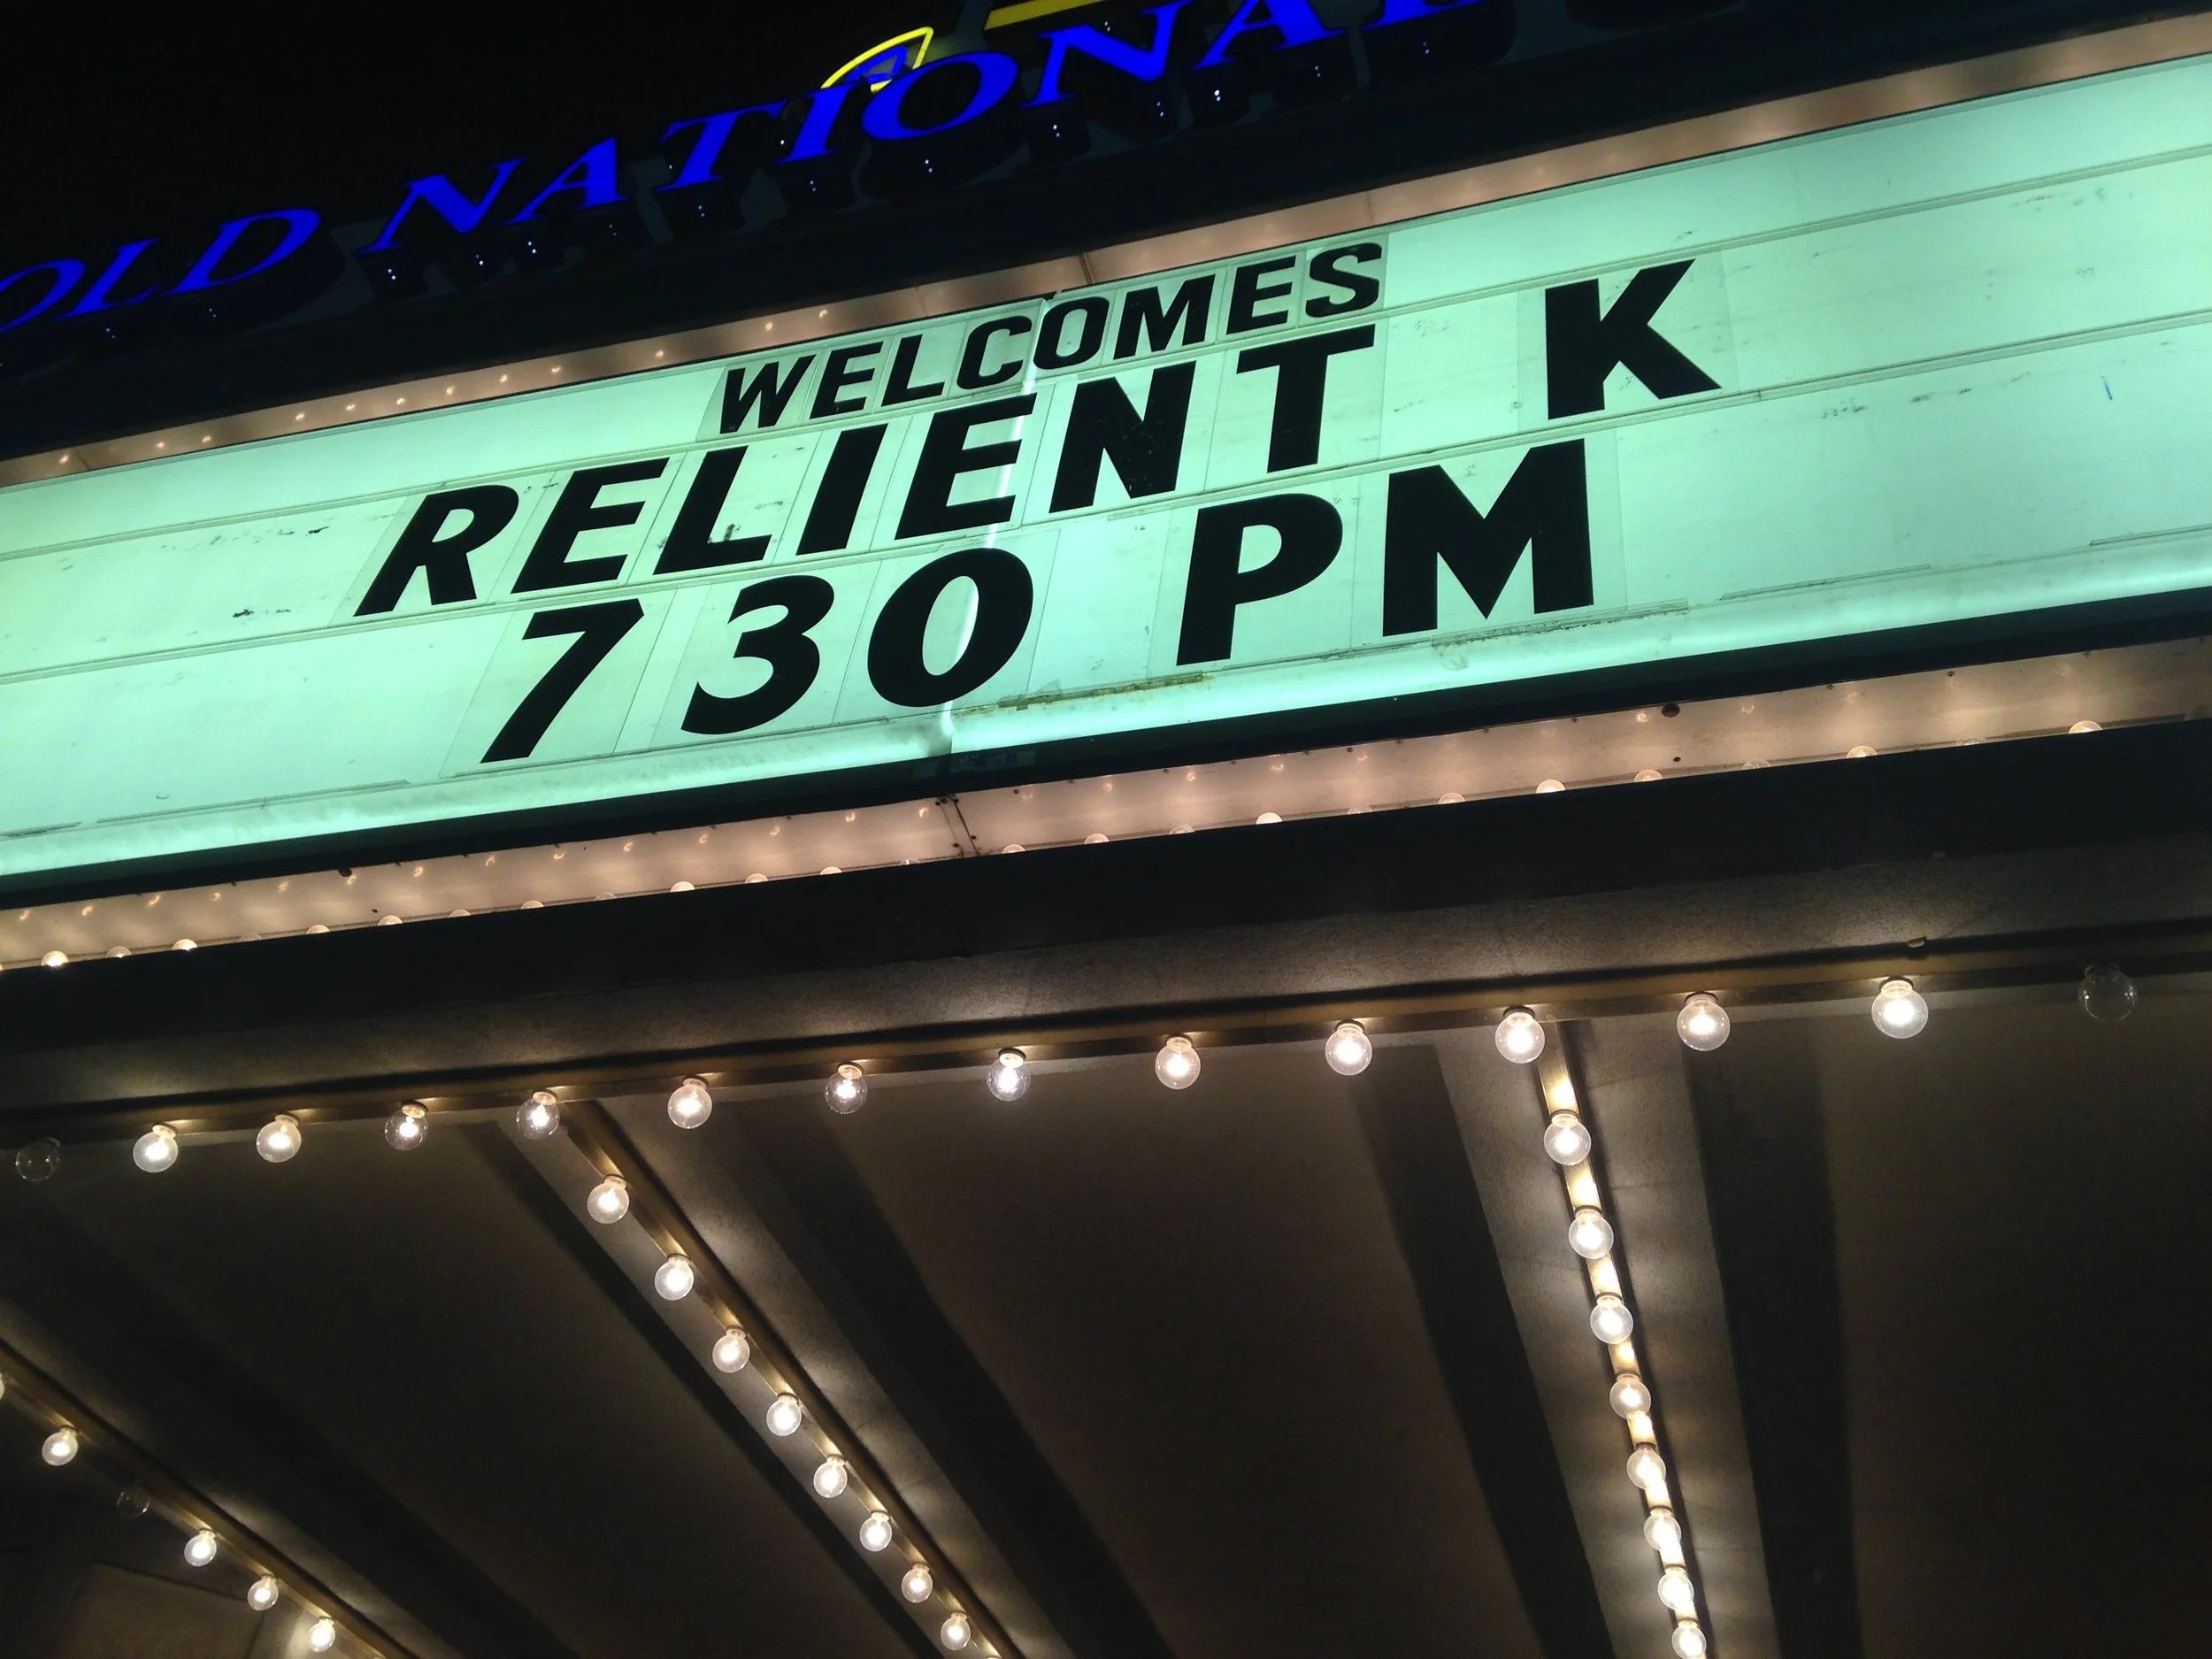 OLD NATIONAL
WELCOMES
RELIENT K
730 PM